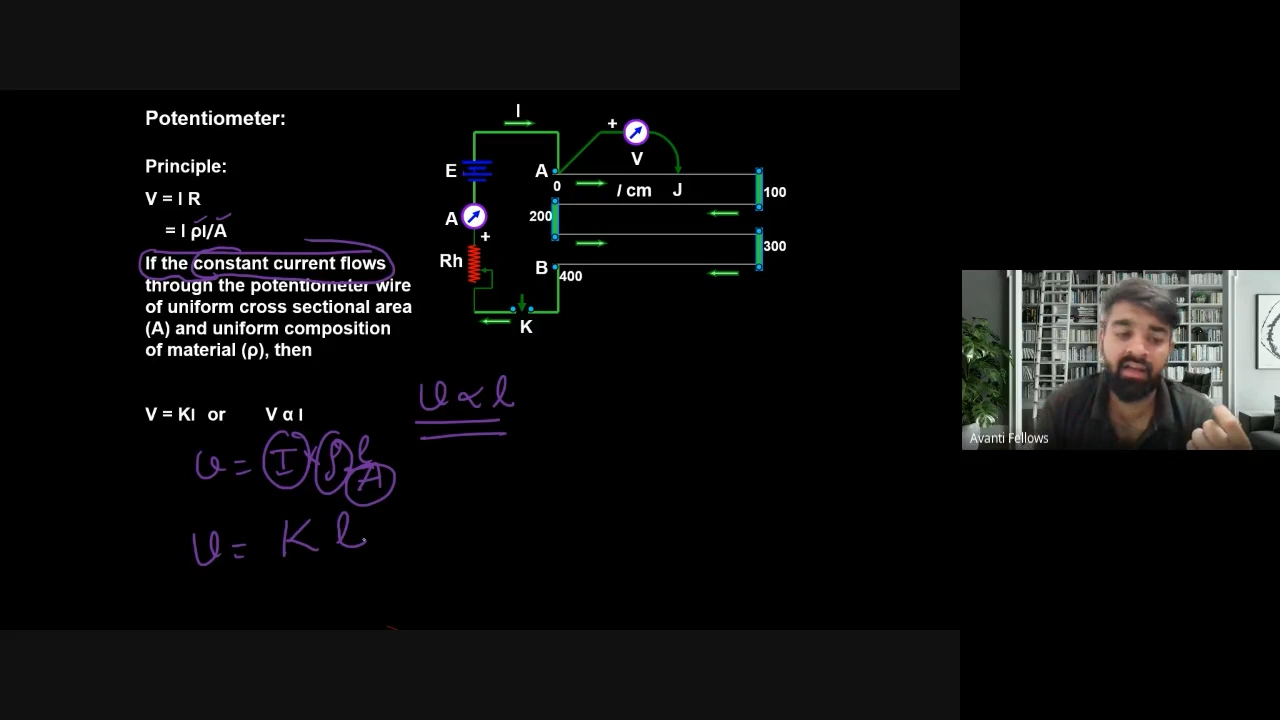 Potentiometer:
Principle:
V = I R
= I ρl/A
If the constant current flows
through the potentiometer wire
of uniform cross sectional area
(A) and uniform composition
of material (ρ), then
V = Kl or V α l
V = I × ρ l
A
V = K l
V ∝ l
I
+
V
E
A
0
l cm
J
100
A
+
200
Rh
B
400
300
K
Avanti Fellows